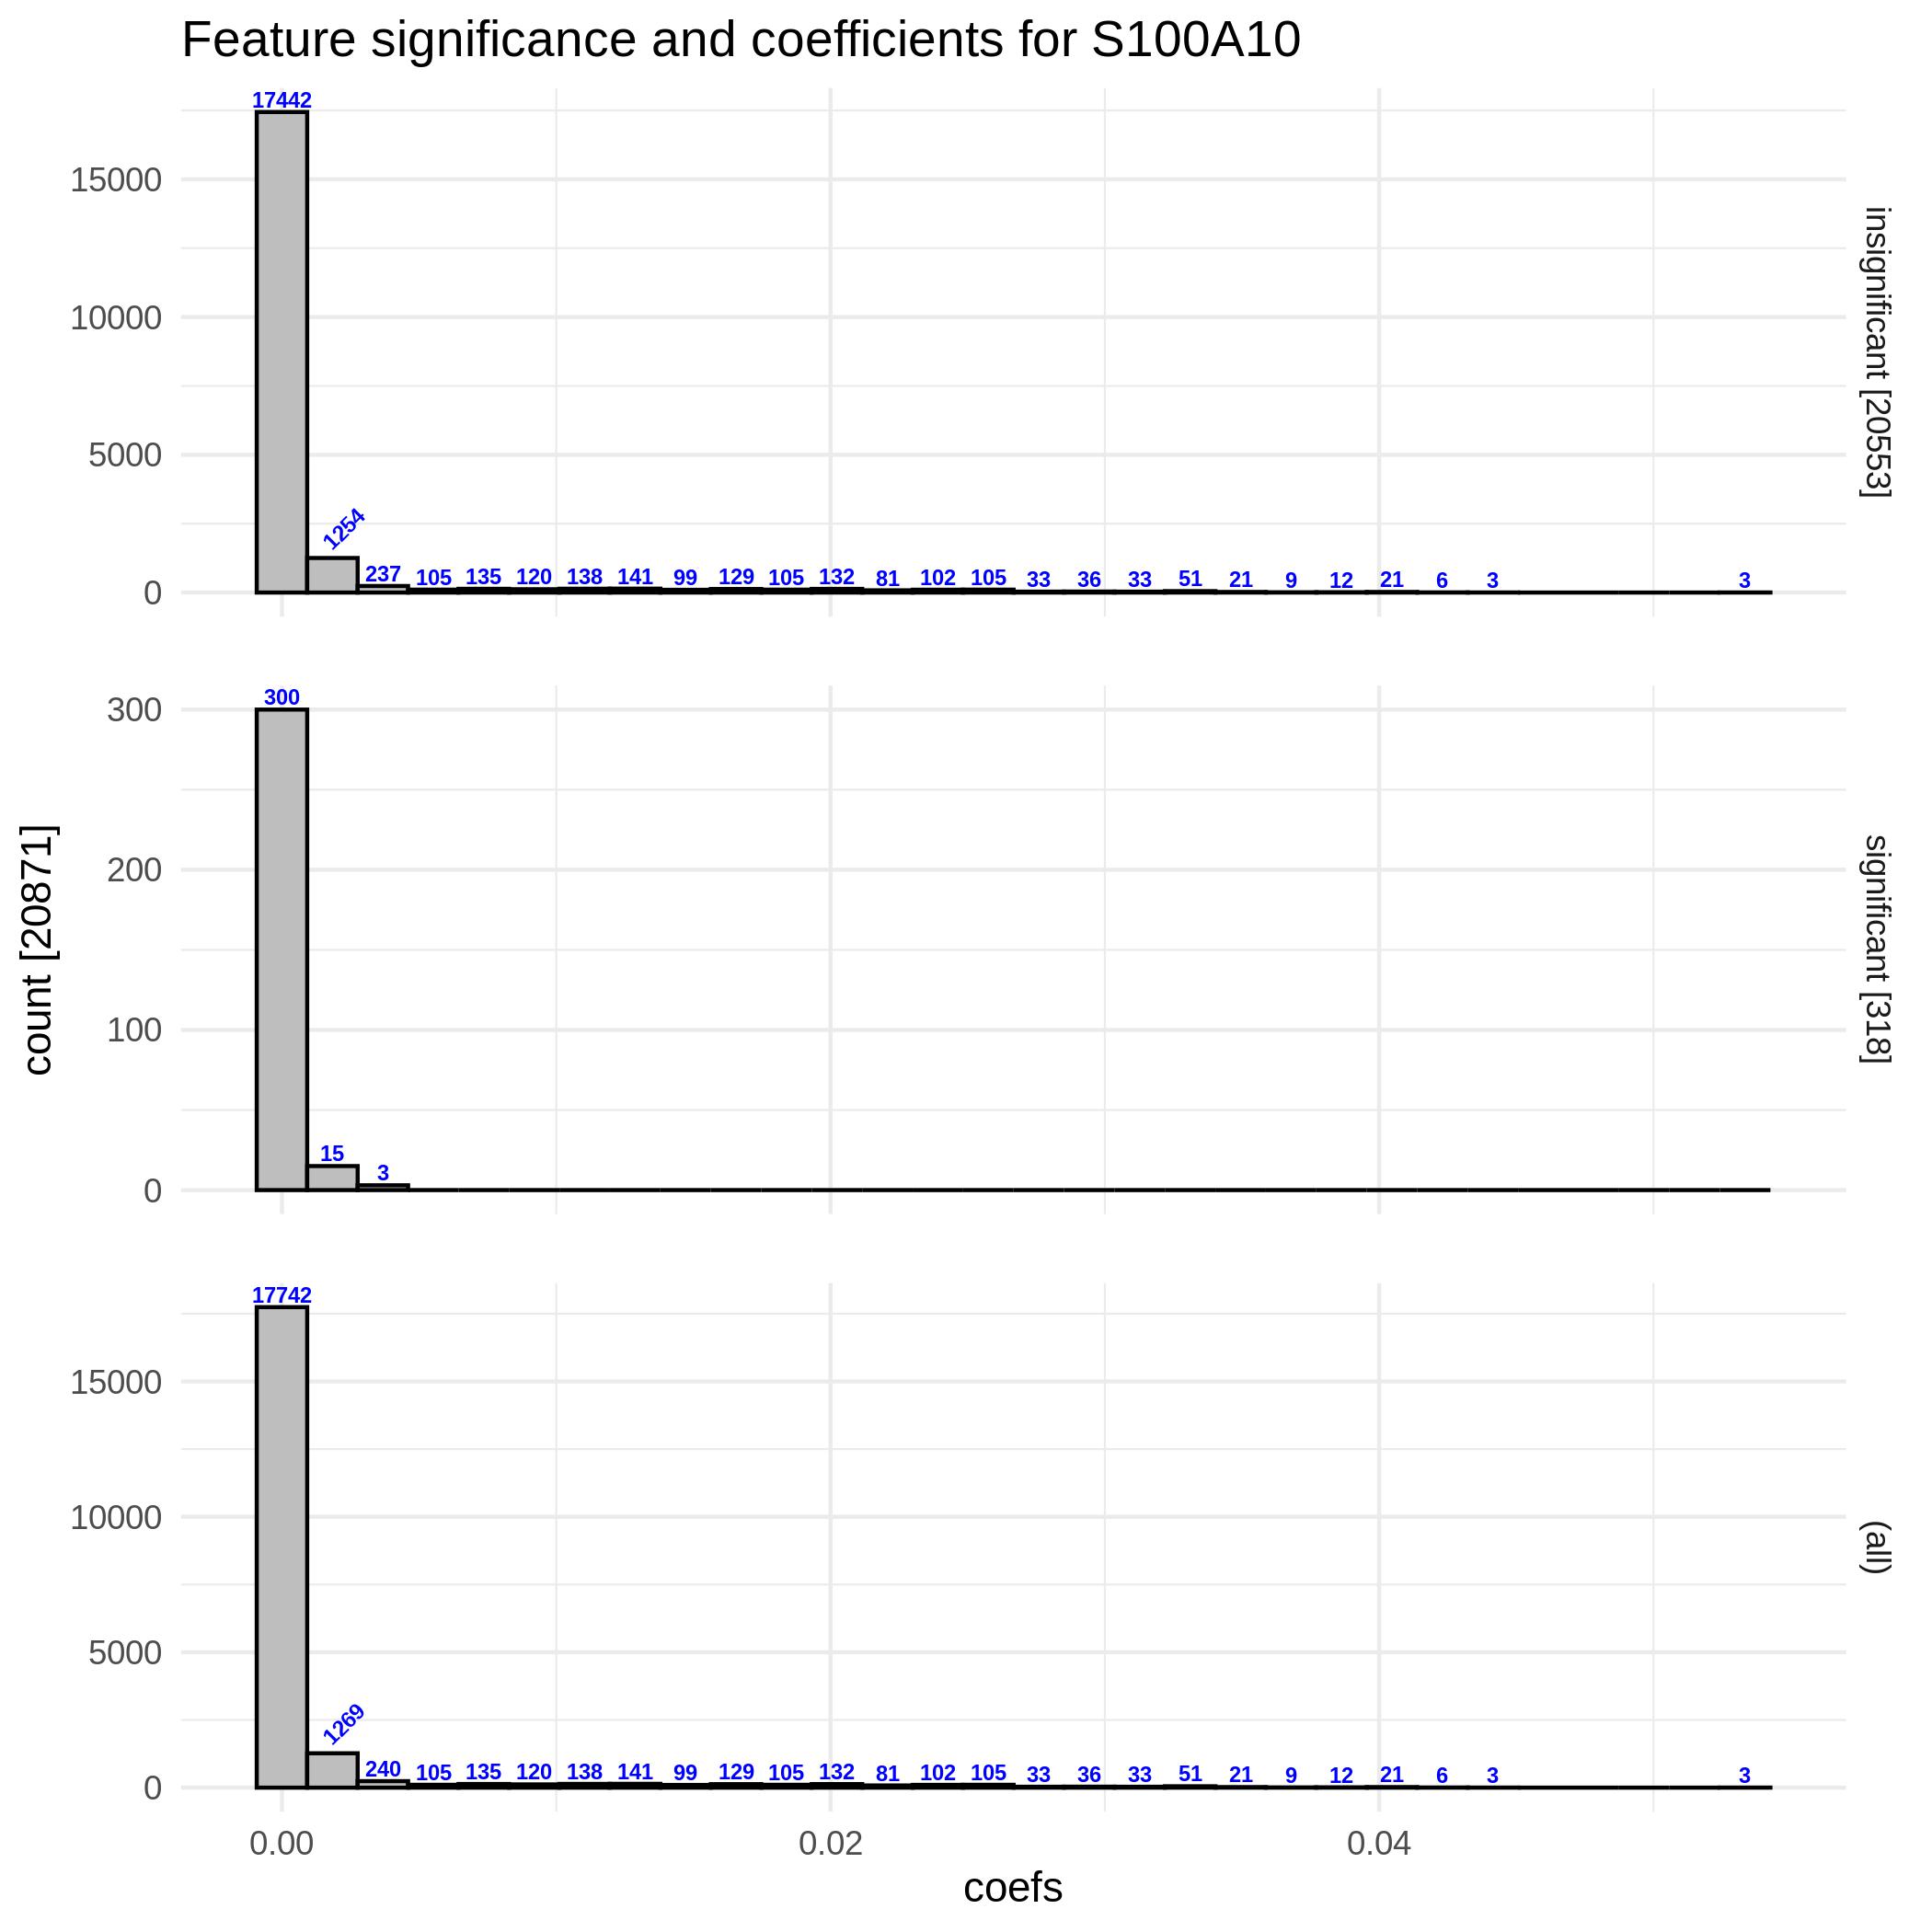 Feature significance and coefficients for S100A10
17442
15000
10000
5000
0
1254
237 105 135 120 138 141 99 129 105 132 81 102 105 33 36 33 51 21 9 12 21 6 3 3
insignificant [20553]
count [20871]
300
300
200
100
0
15
3
significant [318]
17742
15000
10000
5000
0
1269
240 105 135 120 138 141 99 129 105 132 81 102 105 33 36 33 51 21 9 12 21 6 3 3
(all)
0.00 0.02 0.04
coefs